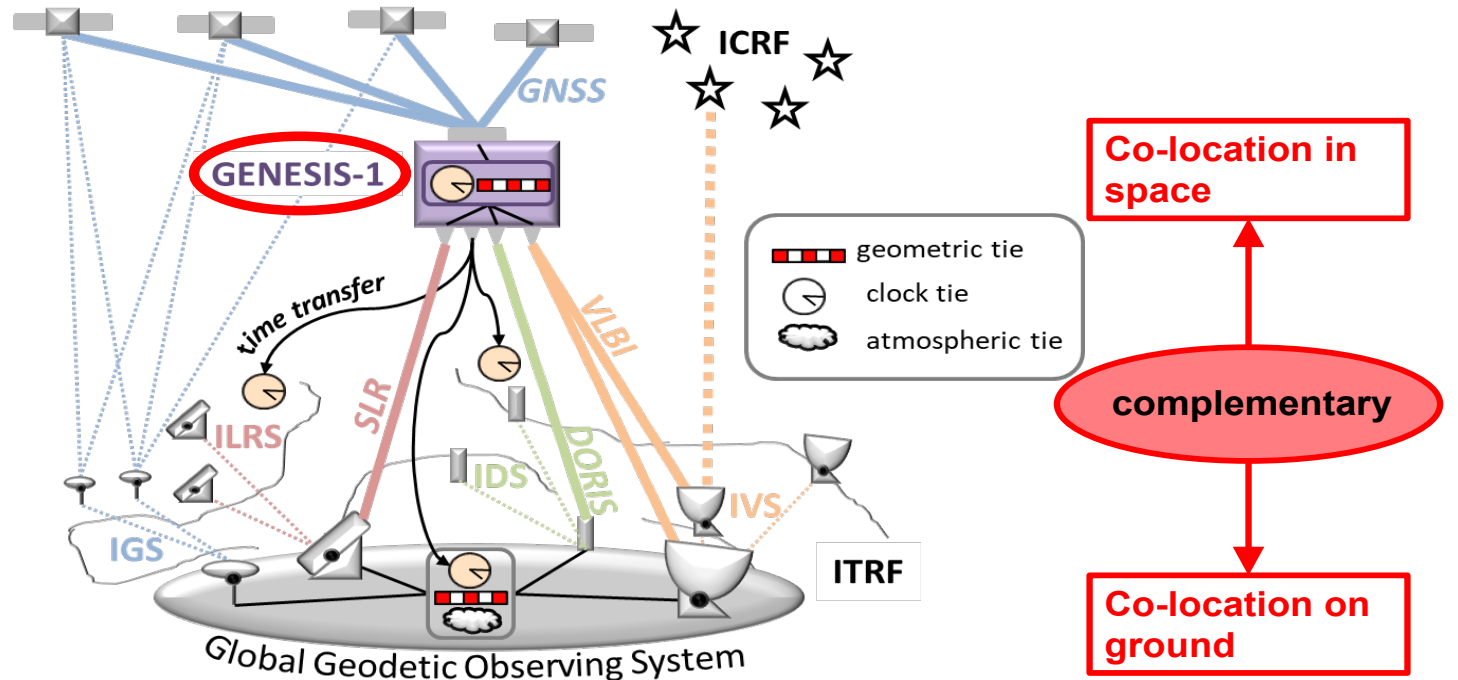 ICRF
GNSS
GENESIS-1
Co-location in
space
geometric tie
clock tie
atmospheric tie
time transfer
SLR
VLBI
DORIS
complementary
ILRS
IDS
IVS
IGS
ITRF
Co-location on
ground
Global Geodetic Observing System